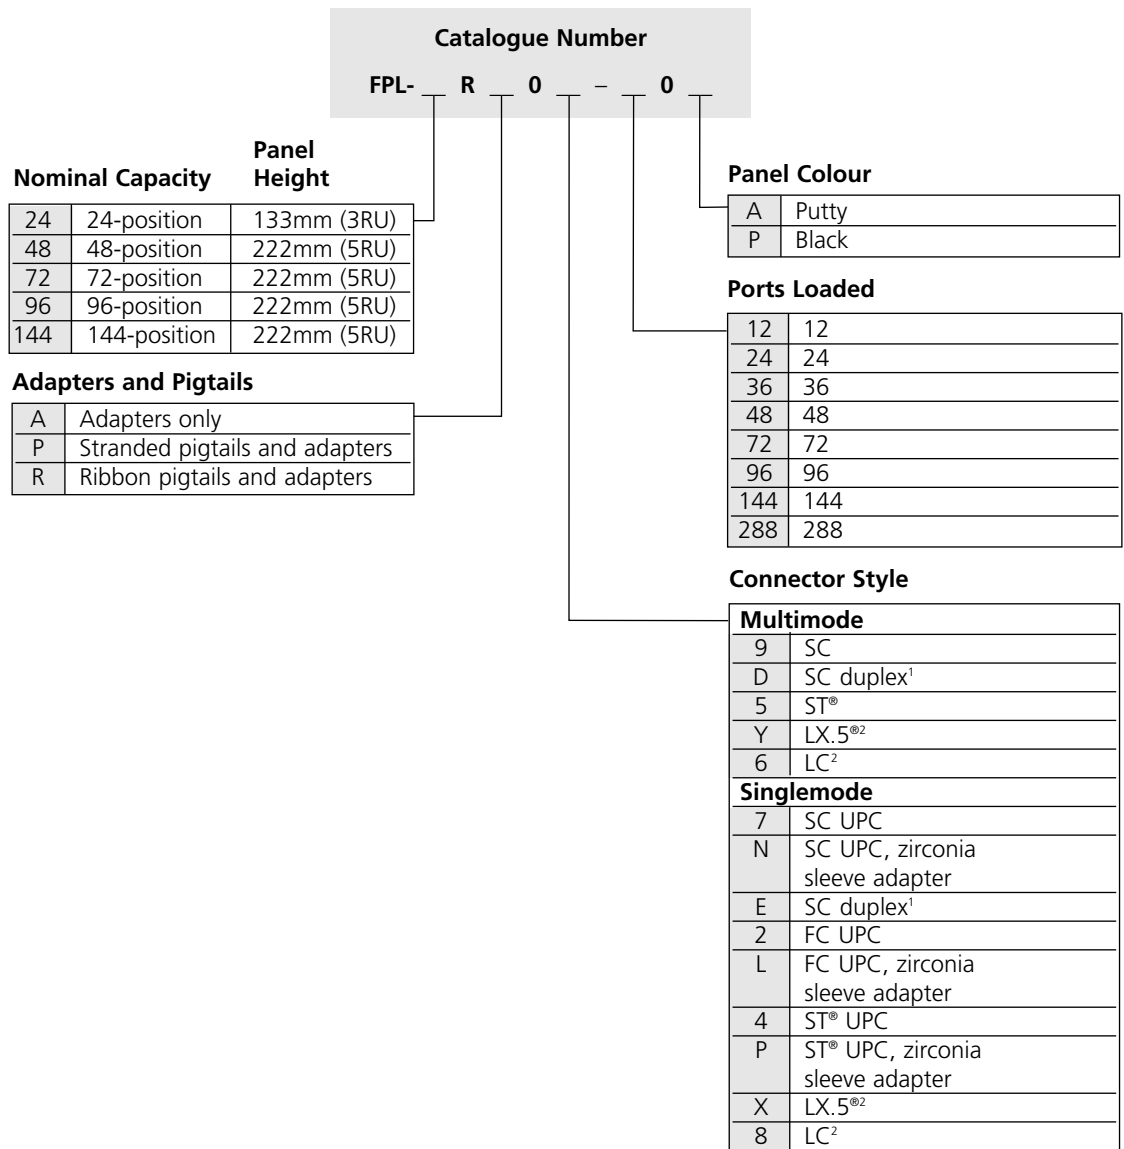 Catalogue Number
FPL- __ R __ 0 __ – __ 0 __
Nominal Capacity Panel Height
24 24-position 133mm (3RU)
48 48-position 222mm (5RU)
72 72-position 222mm (5RU)
96 96-position 222mm (5RU)
144 144-position 222mm (5RU)
Adapters and Pigtails
A Adapters only
P Stranded pigtails and adapters
R Ribbon pigtails and adapters
Panel Colour
A Putty
P Black
Ports Loaded
12 12
24 24
36 36
48 48
72 72
96 96
144 144
288 288
Connector Style
Multimode
9 SC
D SC duplex¹
5 ST®
Y LX.5®²
6 LC²
Singlemode
7 SC UPC
N SC UPC, zirconia
sleeve adapter
E SC duplex¹
2 FC UPC
L FC UPC, zirconia
sleeve adapter
4 ST® UPC
P ST® UPC, zirconia
sleeve adapter
X LX.5®²
8 LC²